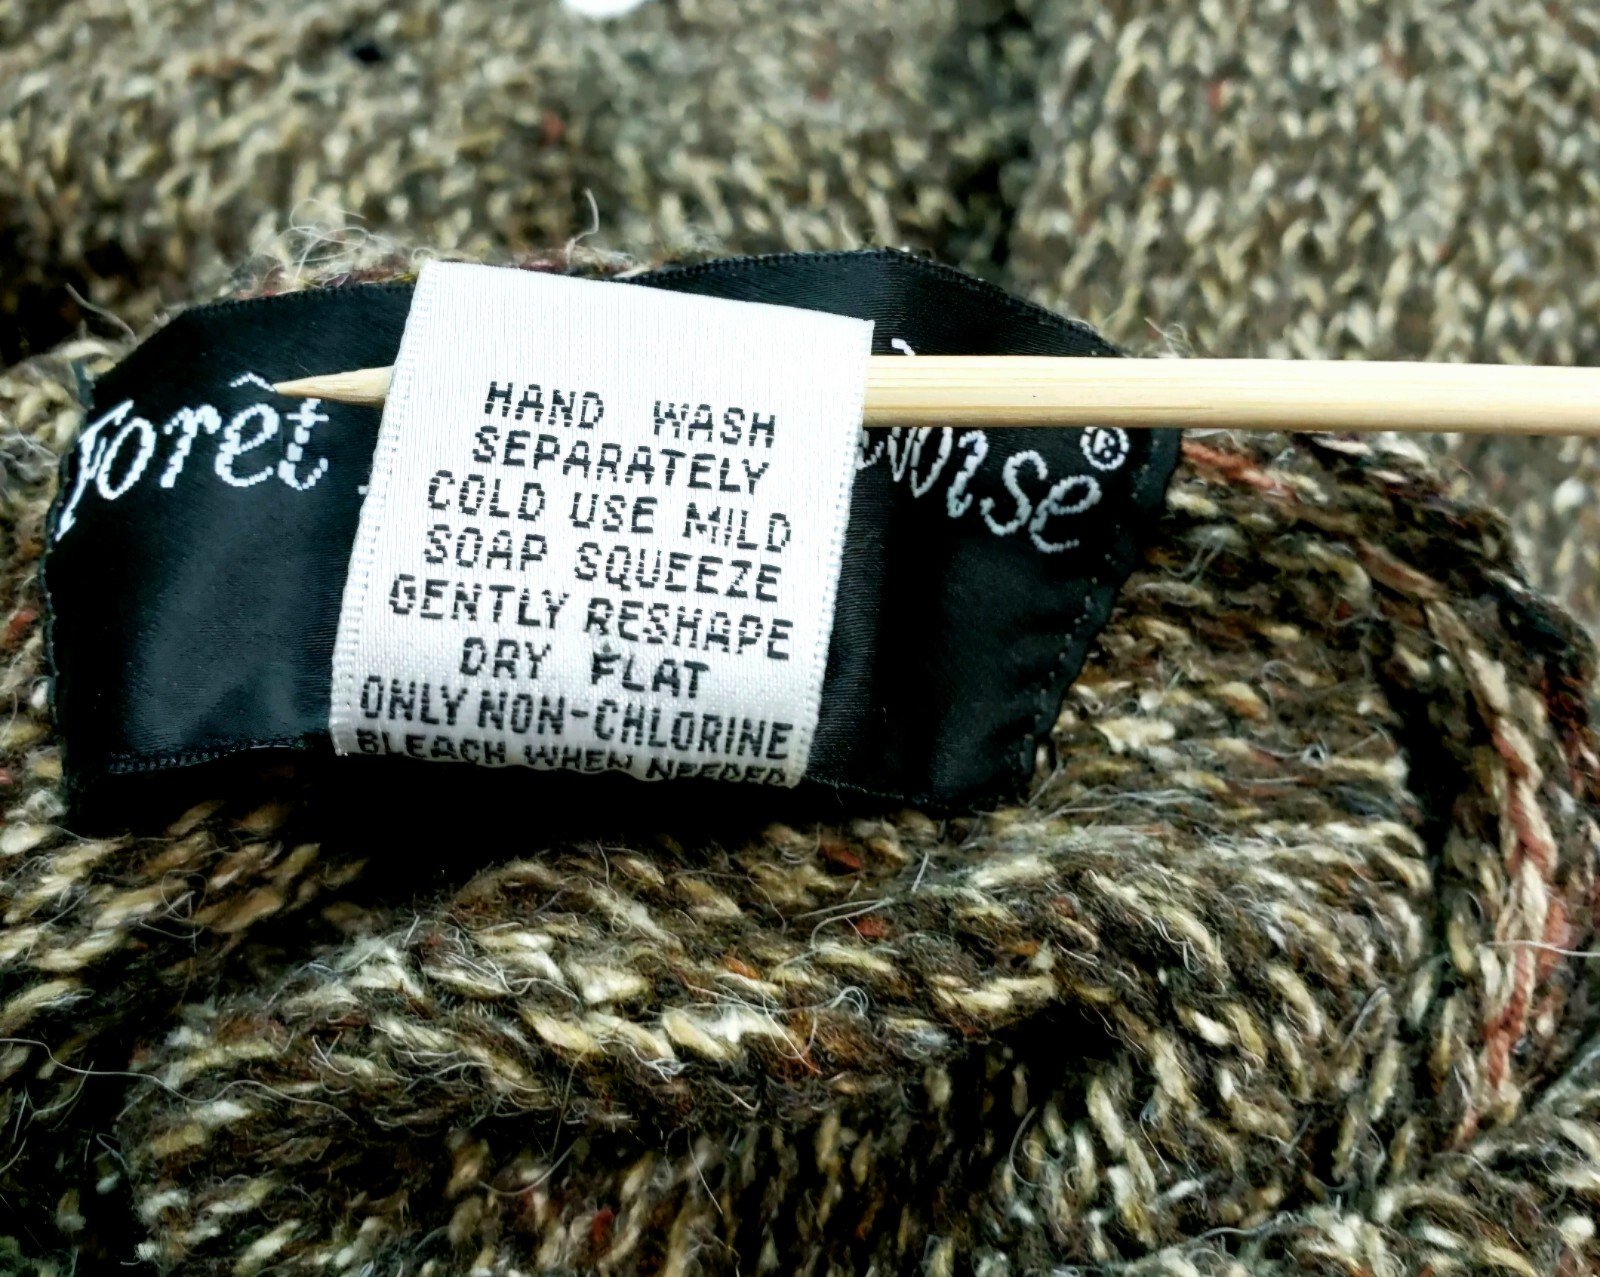 Forêt
oise®
HAND WASH
SEPARATELY
COLD USE MILD
SOAP SQUEEZE
GENTLY RESHAPE
DRY FLAT
ONLY NON-CHLORINE
BLEACH WHEN NEEDED